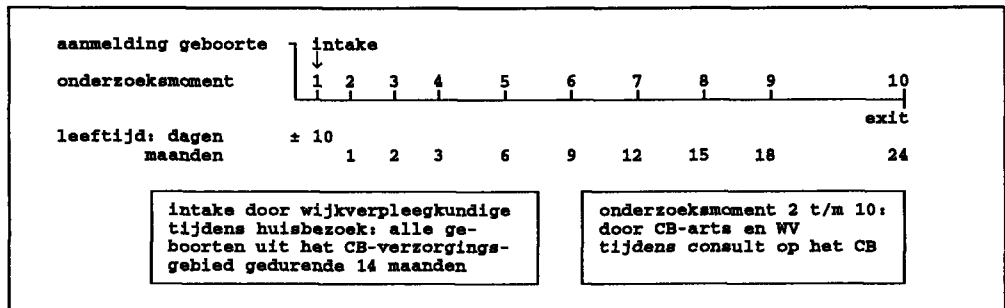 aanmelding geboorte intake
onderzoeksmoment 1 2 3 4 5 6 7 8 9 10
exit
leeftijd: dagen ± 10
maanden 1 2 3 6 9 12 15 18 24
intake door wijkverpleegkundige
tijdens huisbezoek: alle ge-
boorten uit het CB-verzorgings-
gebied gedurende 14 maanden
onderzoeksmoment 2 t/m 10:
door CB-arts en WV
tijdens consult op het CB